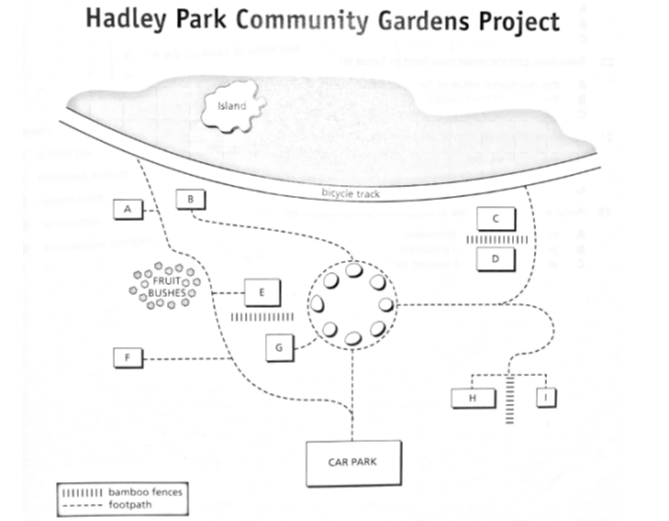 Hadley Park Community Gardens Project
Island
bicycle track
A
B
C
D
FRUIT
BUSHES
E
G
F
H
I
CAR PARK
bamboo fences
footpath